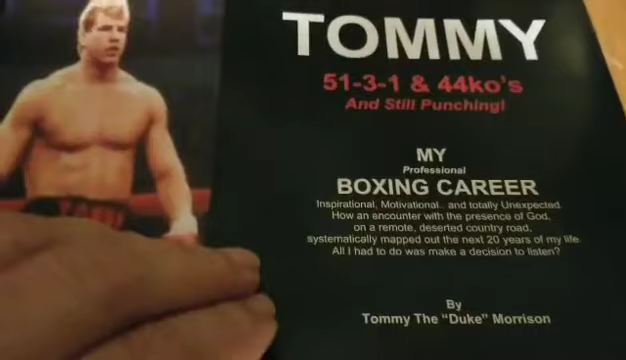 TOMMY
51-3-1 & 44ko's
And Still Punching!
MY
Professional
BOXING CAREER
Inspirational, Motivational.. and totally Unexpected.
How an encounter with the presence of God,
on a remote, deserted country road,
systematically mapped out the next 20 years of my life.
All I had to do was make a decision to listen?
By
Tommy The “Duke” Morrison